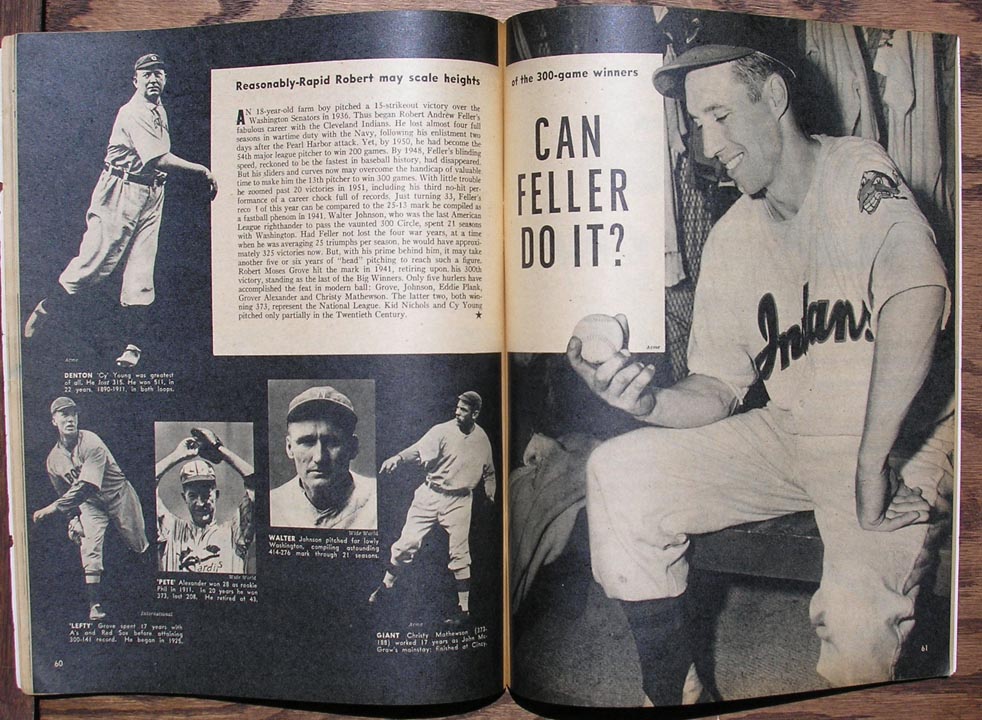 Reasonably-Rapid Robert may scale heights
of the 300-game winners
AN 18-year-old farm boy pitched a 15-strikeout victory over the
Washington Senators in 1936. Thus began Robert Andrew Feller's
fabulous career with the Cleveland Indians. He lost almost four full
seasons in wartime duty with the Navy, following his enlistment two
days after the Pearl Harbor attack. Yet, by 1950, he had become the
54th major league pitcher to win 200 games. By 1948, Feller's blinding
speed, reckoned to be the fastest in baseball history, had disappeared.
But his sliders and curves now may overcome the handicap of valuable
time to make him the 13th pitcher to win 300 games. With little trouble
he zoomed past 20 victories in 1951, including his third no-hit per-
formance of a career chock full of records. Just turning 33, Feller's
of this year can be compared to the 25-13 mark he compiled as
a fastball phenom in 1941. Walter Johnson, who was the last American
League righthander to pass the vaunted 300 Circle, spent 21 seasons
with Washington. Had Feller not lost the four war years, at a time
when he was averaging 25 triumphs per season, he would have approxi-
mately 325 victories now. But, with his prime behind him, it may take
another five or six years of "head" pitching to reach such a figure.
Robert Moses Grove hit the mark in 1941, retiring upon his 300th
victory, standing as the last of the Big Winners. Only five hurlers have
accomplished the feat in modern ball: Grove, Johnson, Eddie Plank,
Grover Alexander and Christy Mathewson. The latter two, both win-
ning 373, represent the National League. Kid Nichols and Cy Young
pitched only partially in the Twentieth Century. ★
CAN
FELLER
DO IT?
Acme
Indians
Acme
DENTON 'Cy' Young was greatest
of all. He lost 315. He won 511, in
22 years, 1890-1911, in both loops.
Wide World
WALTER Johnson pitched for lowly
Washington, compiling astounding
414-276 mark through 21 seasons.
ardi s
Wide World
'PETE' Alexander won 28 as rookie
Phil in 1911. In 20 years he won
373, lost 208. He retired at 43.
International
'LEFTY' Grove spent 17 years with
A's and Red Sox before attaining
300-141 record. He began in 1925.
Acme
GIANT Christy Mathewson (373-
188) worked 17 years as John Mc-
Graw's mainstay; finished at Cincy.
60
61